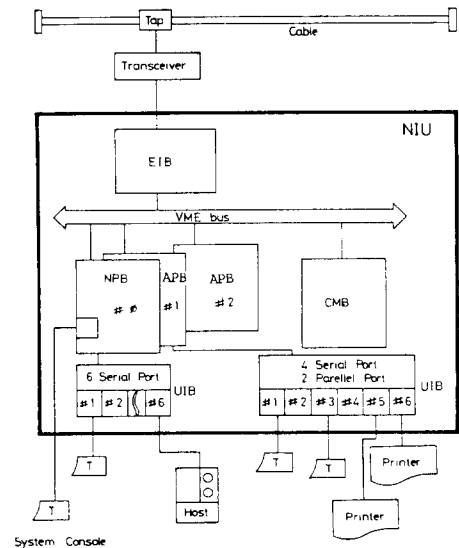 Tap
Cable
Transceiver
NIU
EIB
VME bus
NPB
# 0
APB
#1
APB
#2
CMB
6 Serial Port
#1 #2 #6
UIB
4 Serial Port
2 Parellel Port
#1 #2 #3 #4 #5 #6
UIB
T
T
T
Printer
T
Host
Printer
System Console